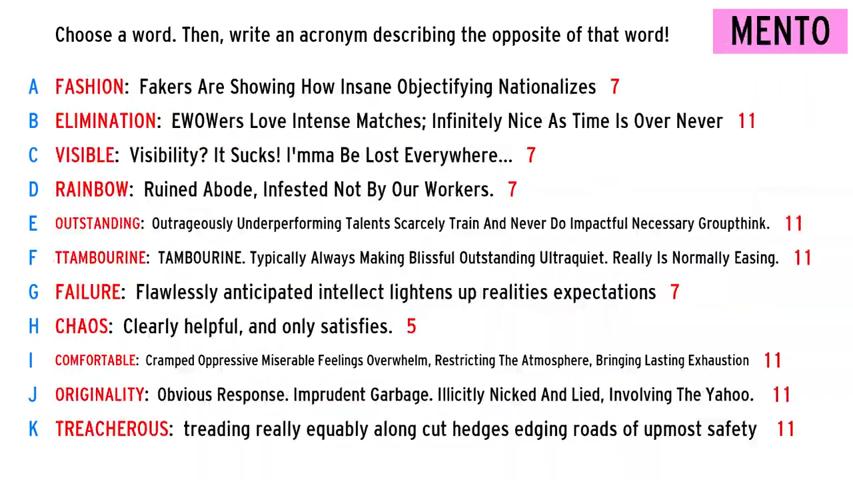 Choose a word. Then, write an acronym describing the opposite of that word!
MENTO
A FASHION: Fakers Are Showing How Insane Objectifying Nationalizes 7
B ELIMINATION: EWOWers Love Intense Matches; Infinitely Nice As Time Is Over Never 11
C VISIBLE: Visibility? It Sucks! I'mma Be Lost Everywhere... 7
D RAINBOW: Ruined Abode, Infested Not By Our Workers. 7
E OUTSTANDING: Outrageously Underperforming Talents Scarcely Train And Never Do Impactful Necessary Groupthink. 11
F TTAMBOURINE: TAMBOURINE. Typically Always Making Blissful Outstanding Ultraquiet. Really Is Normally Easing. 11
G FAILURE: Flawlessly anticipated intellect lightens up realities expectations 7
H CHAOS: Clearly helpful, and only satisfies. 5
I COMFORTABLE: Cramped Oppressive Miserable Feelings Overwhelm, Restricting The Atmosphere, Bringing Lasting Exhaustion 11
J ORIGINALITY: Obvious Response. Imprudent Garbage. Illicitly Nicked And Lied, Involving The Yahoo. 11
K TREACHEROUS: treading really equably along cut hedges edging roads of upmost safety 11